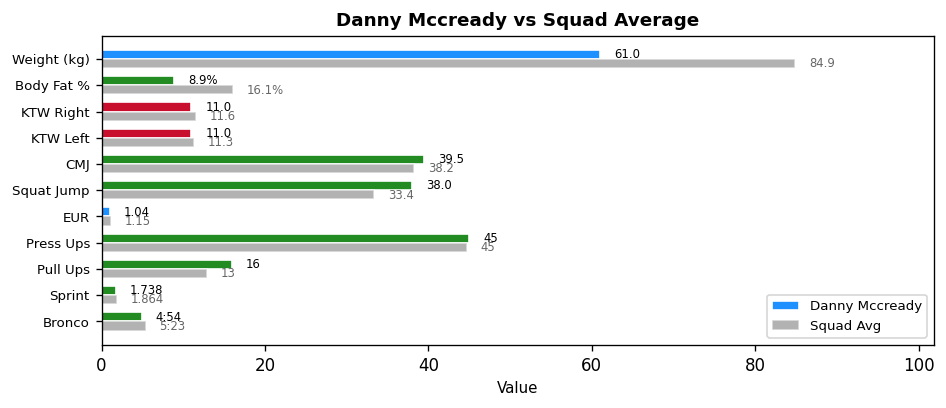 Danny Mccready vs Squad Average
Weight (kg) 61.0
84.9
Body Fat % 8.9%
16.1%
KTW Right 11.0
11.6
KTW Left 11.0
11.3
CMJ 39.5
38.2
Squat Jump 38.0
33.4
EUR 1.04
1.15
Press Ups 45
45
Pull Ups 16
13
Sprint 1.738
1.864
Bronco 4:54
5:23
Danny Mccready
Squad Avg
0 20 40 60 80 100
Value